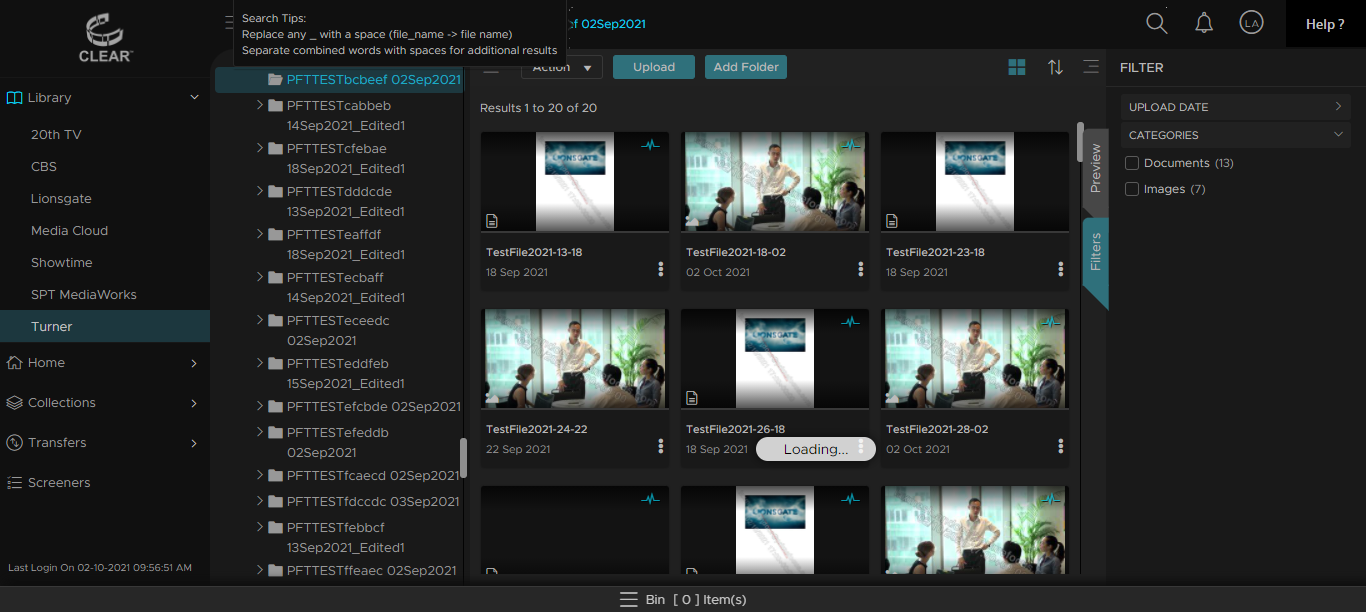 CLEAR
Search Tips:
Replace any _ with a space (file_name -> file name)
Separate combined words with spaces for additional results
ef 02Sep2021
LA
Help ?
Library
20th TV
CBS
Lionsgate
Media Cloud
Showtime
SPT MediaWorks
Turner
Home
Collections
Transfers
Screeners
Last Login On 02-10-2021 09:56:51 AM
PFTTESTbcbeef 02Sep2021
PFTTESTcabbeb
14Sep2021_Edited1
PFTTESTcfebae
18Sep2021_Edited1
PFTTESTdddcde
13Sep2021_Edited1
PFTTESTeaffdf
18Sep2021_Edited1
PFTTESTecbaff
14Sep2021_Edited1
PFTTESTeceedc
02Sep2021
PFTTESTeddfeb
15Sep2021_Edited1
PFTTESTefcbde 02Sep2021
PFTTESTefeddb
02Sep2021
PFTTESTfcaecd 02Sep2021
PFTTESTfdccdc 03Sep2021
PFTTESTfebbcf
13Sep2021_Edited1
PFTTESTffeaec 02Sep2021
Action
Upload
Add Folder
Results 1 to 20 of 20
LIONSGATE
LIONSGATE
TestFile2021-13-18
18 Sep 2021
TestFile2021-18-02
02 Oct 2021
TestFile2021-23-18
18 Sep 2021
LIONSGATE
TestFile2021-24-22
22 Sep 2021
TestFile2021-26-18
18 Sep 2021
TestFile2021-28-02
02 Oct 2021
Loading...
LIONSGATE
Preview
Filters
FILTER
UPLOAD DATE
CATEGORIES
Documents (13)
Images (7)
Bin [ 0 ] Item(s)